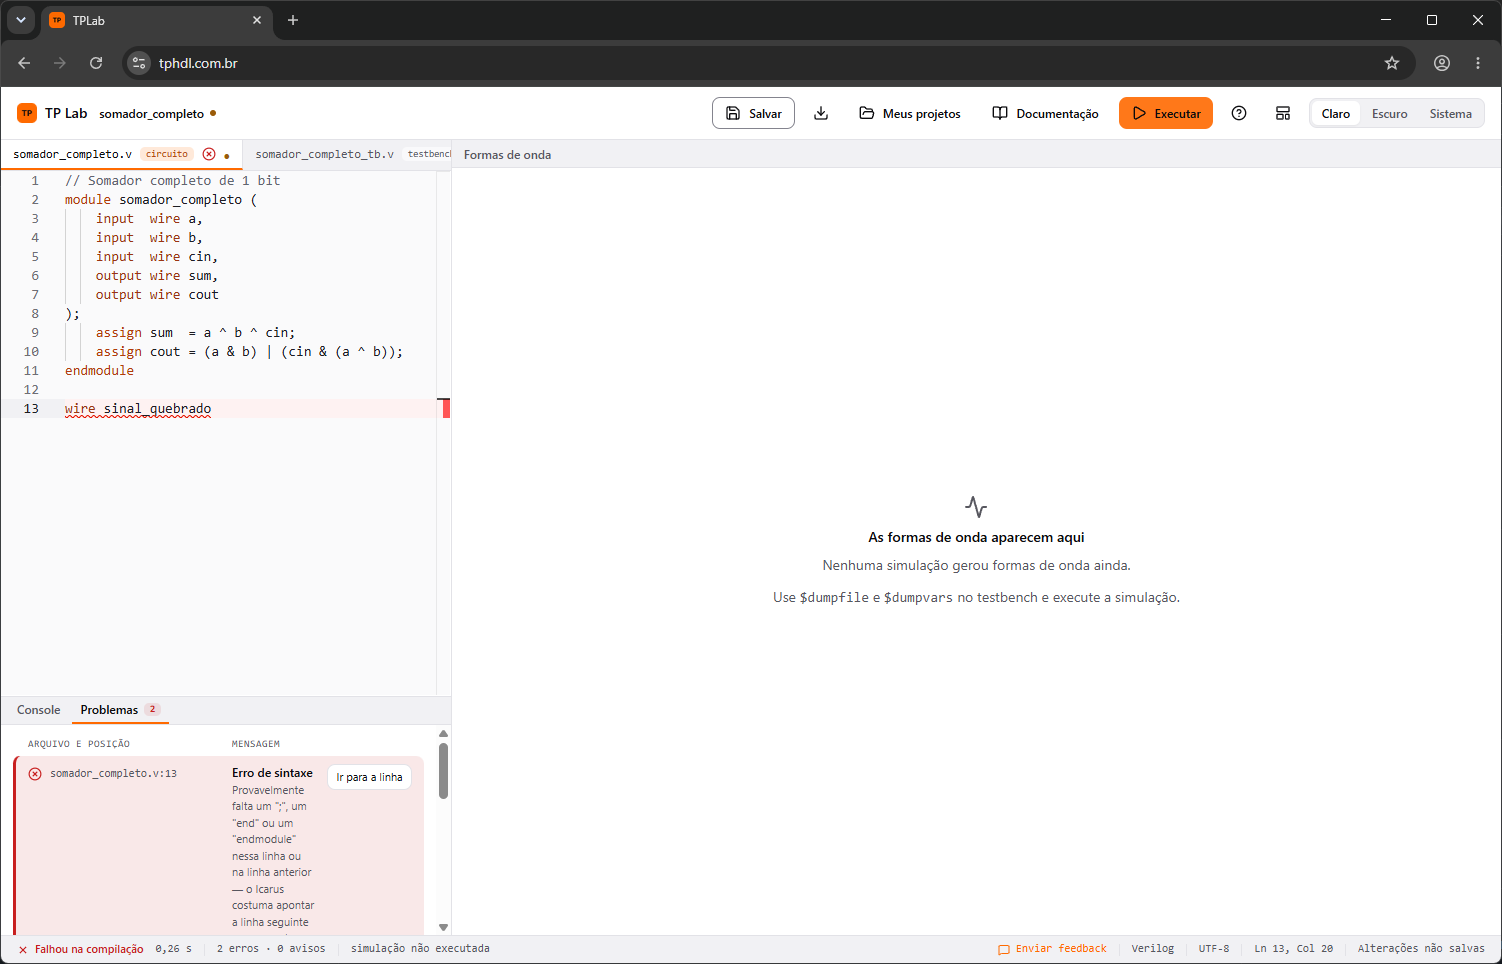 TP TPLab
tphdl.com.br
TP TP Lab somador_completo Salvar Meus projetos Documentação Executar Claro Escuro Sistema
somador_completo.v circuito somador_completo_tb.v Formas de onda
1 // Somador completo de 1 bit
2 module somador_completo (
3 input wire a,
4 input wire b,
5 input wire cin,
6 output wire sum,
7 output wire cout
8 );
9 assign sum = a ^ b ^ cin;
10 assign cout = (a & b) | (cin & (a ^ b));
11 endmodule
12
13 wire sinal_quebrado
As formas de onda aparecem aqui
Nenhuma simulação gerou formas de onda ainda.
Use $dumpfile e $dumpvars no testbench e execute a simulação.
Console Problemas 2
ARQUIVO E POSIÇÃO MENSAGEM
somador_completo.v:13 Erro de sintaxe Ir para a linha
Provavelmente
falta um ";", um
"end" ou um
"endmodule"
nessa linha ou
na linha anterior
— o Icarus
costuma apontar
a linha seguinte
Falhou na compilação 0,26 s 2 erros · 0 avisos simulação não executada Enviar feedback Verilog UTF-8 Ln 13, Col 20 Alterações não salvas